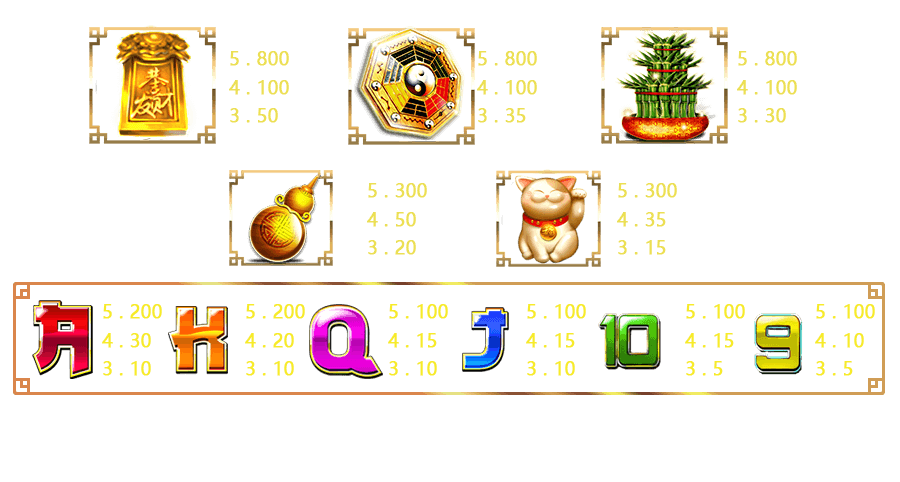 5 . 800
4 . 100
3 . 50
5 . 800
4 . 100
3 . 35
5 . 800
4 . 100
3 . 30
5 . 300
4 . 50
3 . 20
5 . 300
4 . 35
3 . 15
A
5 . 200
4 . 30
3 . 10
K
5 . 200
4 . 20
3 . 10
Q
5 . 100
4 . 15
3 . 10
J
5 . 100
4 . 15
3 . 10
10
5 . 100
4 . 15
3 . 5
9
5 . 100
4 . 10
3 . 5